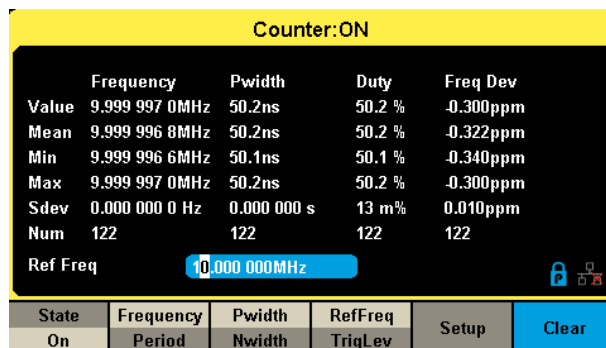 Counter:ON
Frequency Pwidth Duty Freq Dev
Value 9.999 997 0MHz 50.2ns 50.2 % -0.300ppm
Mean 9.999 996 8MHz 50.2ns 50.2 % -0.322ppm
Min 9.999 996 6MHz 50.1ns 50.1 % -0.340ppm
Max 9.999 997 0MHz 50.2ns 50.2 % -0.300ppm
Sdev 0.000 000 0 Hz 0.000 000 s 13 m% 0.010ppm
Num 122 122 122 122
Ref Freq 10.000 000MHz
P
State Frequency Pwidth RefFreq Setup Clear
On Period Nwidth TrigLev